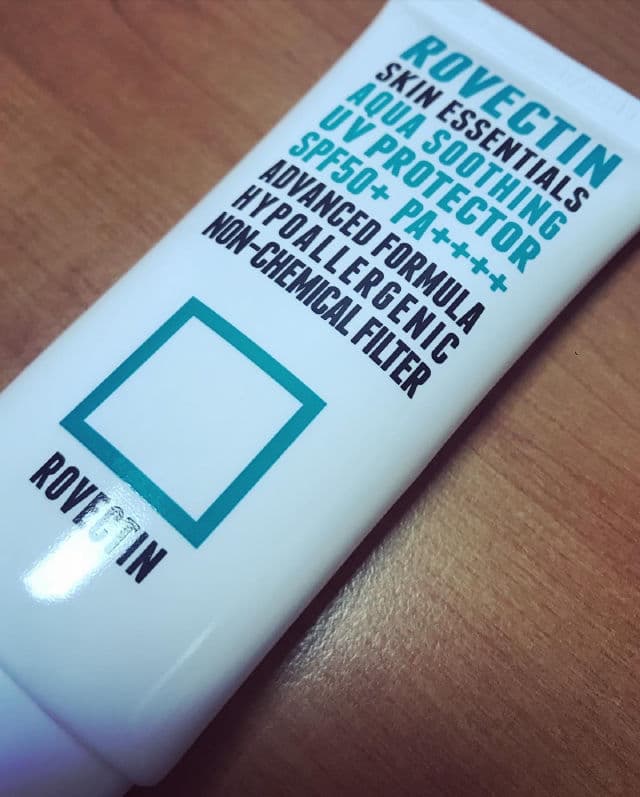 ROVECTIN
SKIN ESSENTIALS
AQUA SOOTHING
UV PROTECTOR
SPF50+ PA++++
ADVANCED FORMULA
HYPOALLERGENIC
NON-CHEMICAL FILTER
ROVECTIN